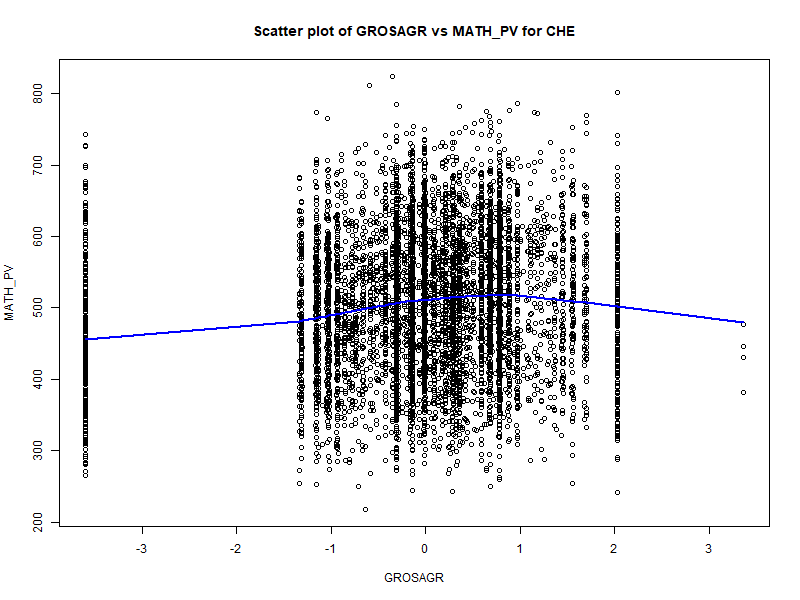 Scatter plot of GROSAGR vs MATH_PV for CHE
MATH_PV
800
700
600
500
400
300
200
-3 -2 -1 0 1 2 3
GROSAGR